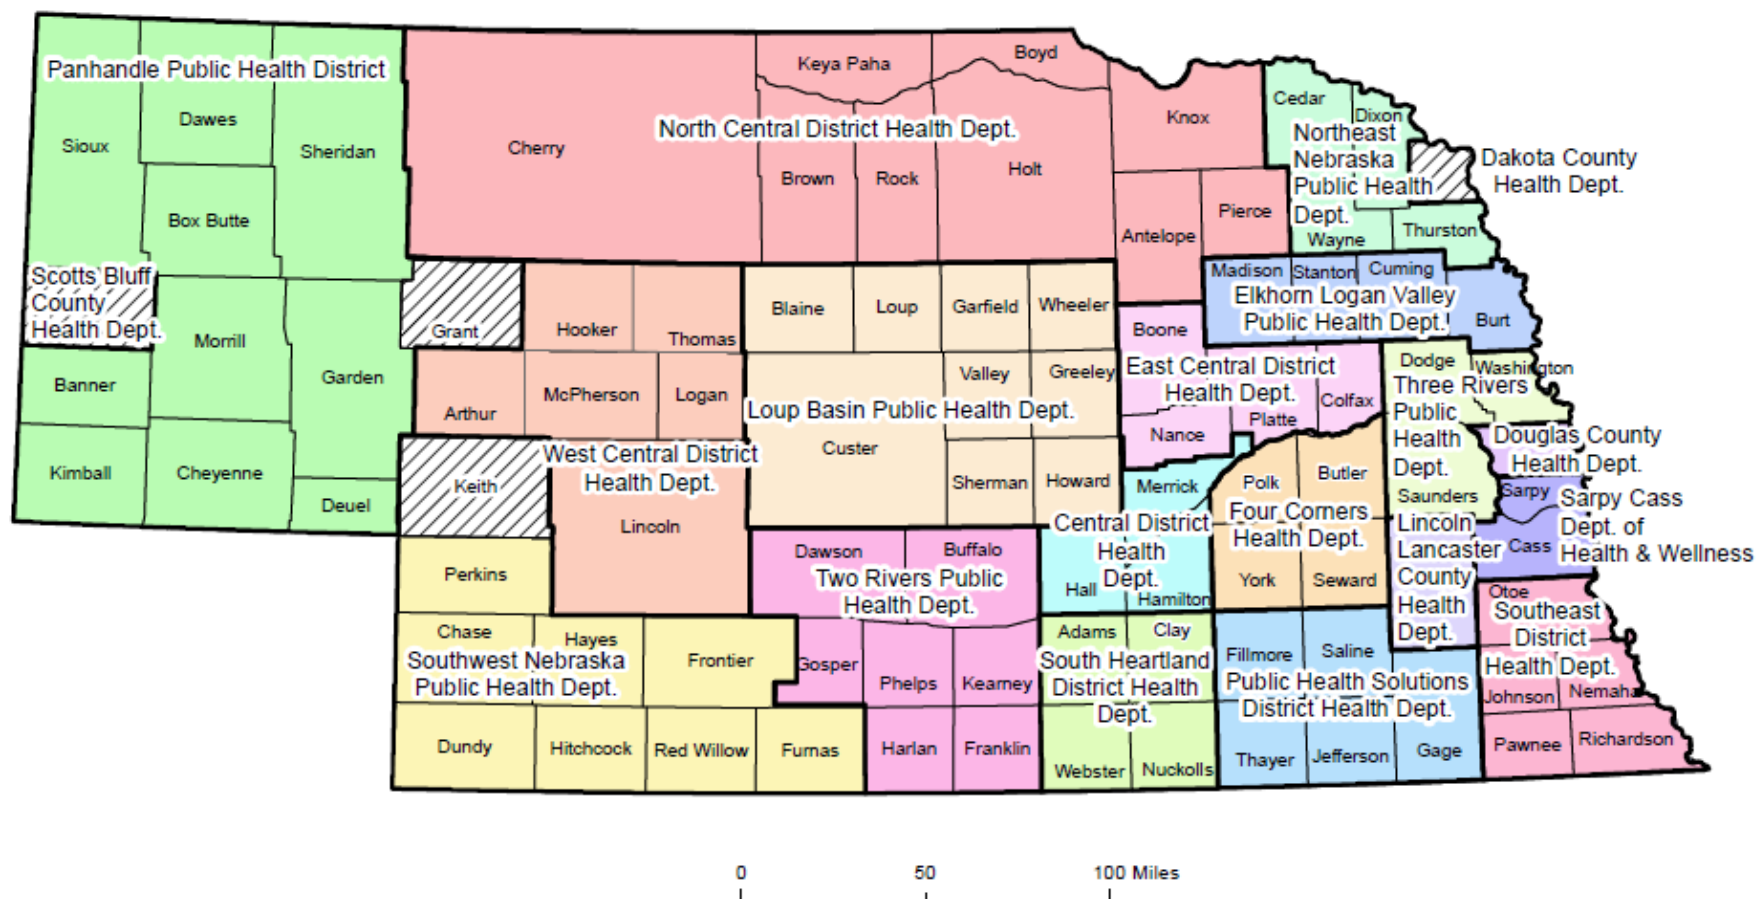 Panhandle Public Health District
Sioux
Dawes
Sheridan
Box Butte
Scotts Bluff
County
Health Dept.
Morrill
Banner
Garden
Kimball
Cheyenne
Deuel
Keya Paha
Boyd
Cherry
North Central District Health Dept.
Knox
Brown
Rock
Holt
Antelope
Pierce
Cedar
Dixon
Northeast
Nebraska
Public Health
Dept.
Wayne
Thurston
Dakota County
Health Dept.
Grant
Hooker
Thomas
Arthur
McPherson
Logan
Keith
West Central District
Health Dept.
Lincoln
Blaine
Loup
Garfield
Wheeler
Valley
Greeley
Loup Basin Public Health Dept.
Custer
Sherman
Howard
Madison
Stanton
Cuming
Elkhorn Logan Valley
Public Health Dept.
Burt
Boone
East Central District
Health Dept.
Colfax
Platte
Nance
Dodge
Washington
Three Rivers
Public
Health
Dept.
Saunders
Douglas County
Health Dept.
Sarpy
Sarpy Cass
Dept. of
Health & Wellness
Cass
Merrick
Central District
Health
Dept.
Hall
Hamilton
Polk
Butler
Four Corners
Health Dept.
York
Seward
Lincoln
Lancaster
County
Health
Dept.
Perkins
Chase
Hayes
Frontier
Southwest Nebraska
Public Health Dept.
Dundy
Hitchcock
Red Willow
Furnas
Dawson
Buffalo
Two Rivers Public
Health Dept.
Gosper
Phelps
Kearney
Harlan
Franklin
Adams
Clay
South Heartland
District Health
Dept.
Webster
Nuckolls
Fillmore
Saline
Public Health Solutions
District Health Dept.
Thayer
Jefferson
Gage
Otoe
Southeast
District
Health Dept.
Johnson
Nemaha
Pawnee
Richardson
0 50 100 Miles